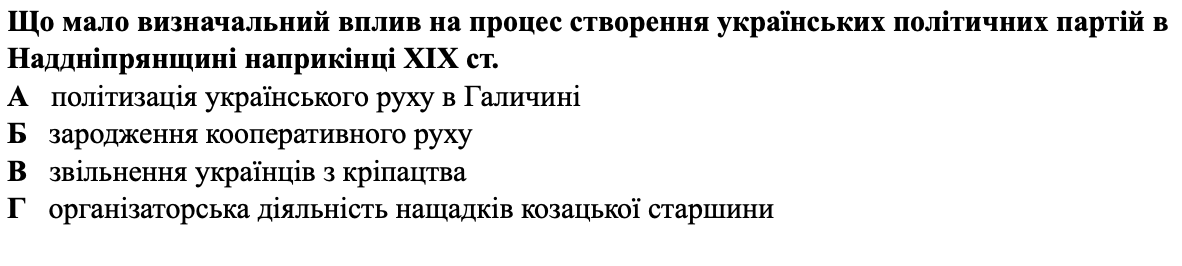 Що мало визначальний вплив на процес створення українських політичних партій в
Наддніпрянщині наприкінці XIX ст.
А політизація українського руху в Галичині
Б зародження кооперативного руху
В звільнення українців з кріпацтва
Г організаторська діяльність нащадків козацької старшини